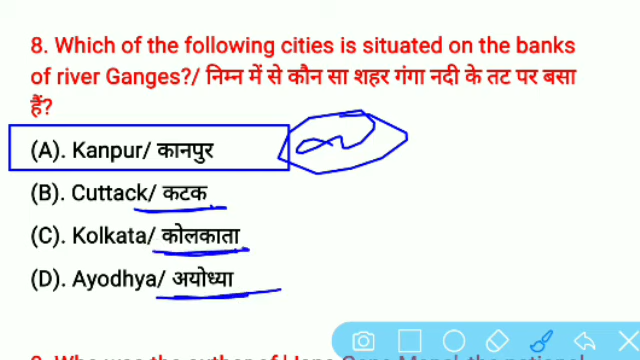 8. Which of the following cities is situated on the banks
of river Ganges?/ निम्न में से कौन सा शहर गंगा नदी के तट पर बसा
हैं?
(A). Kanpur/ कानपुर
(B). Cuttack/ कटक
(C). Kolkata/ कोलकाता
(D). Ayodhya/ अयोध्या